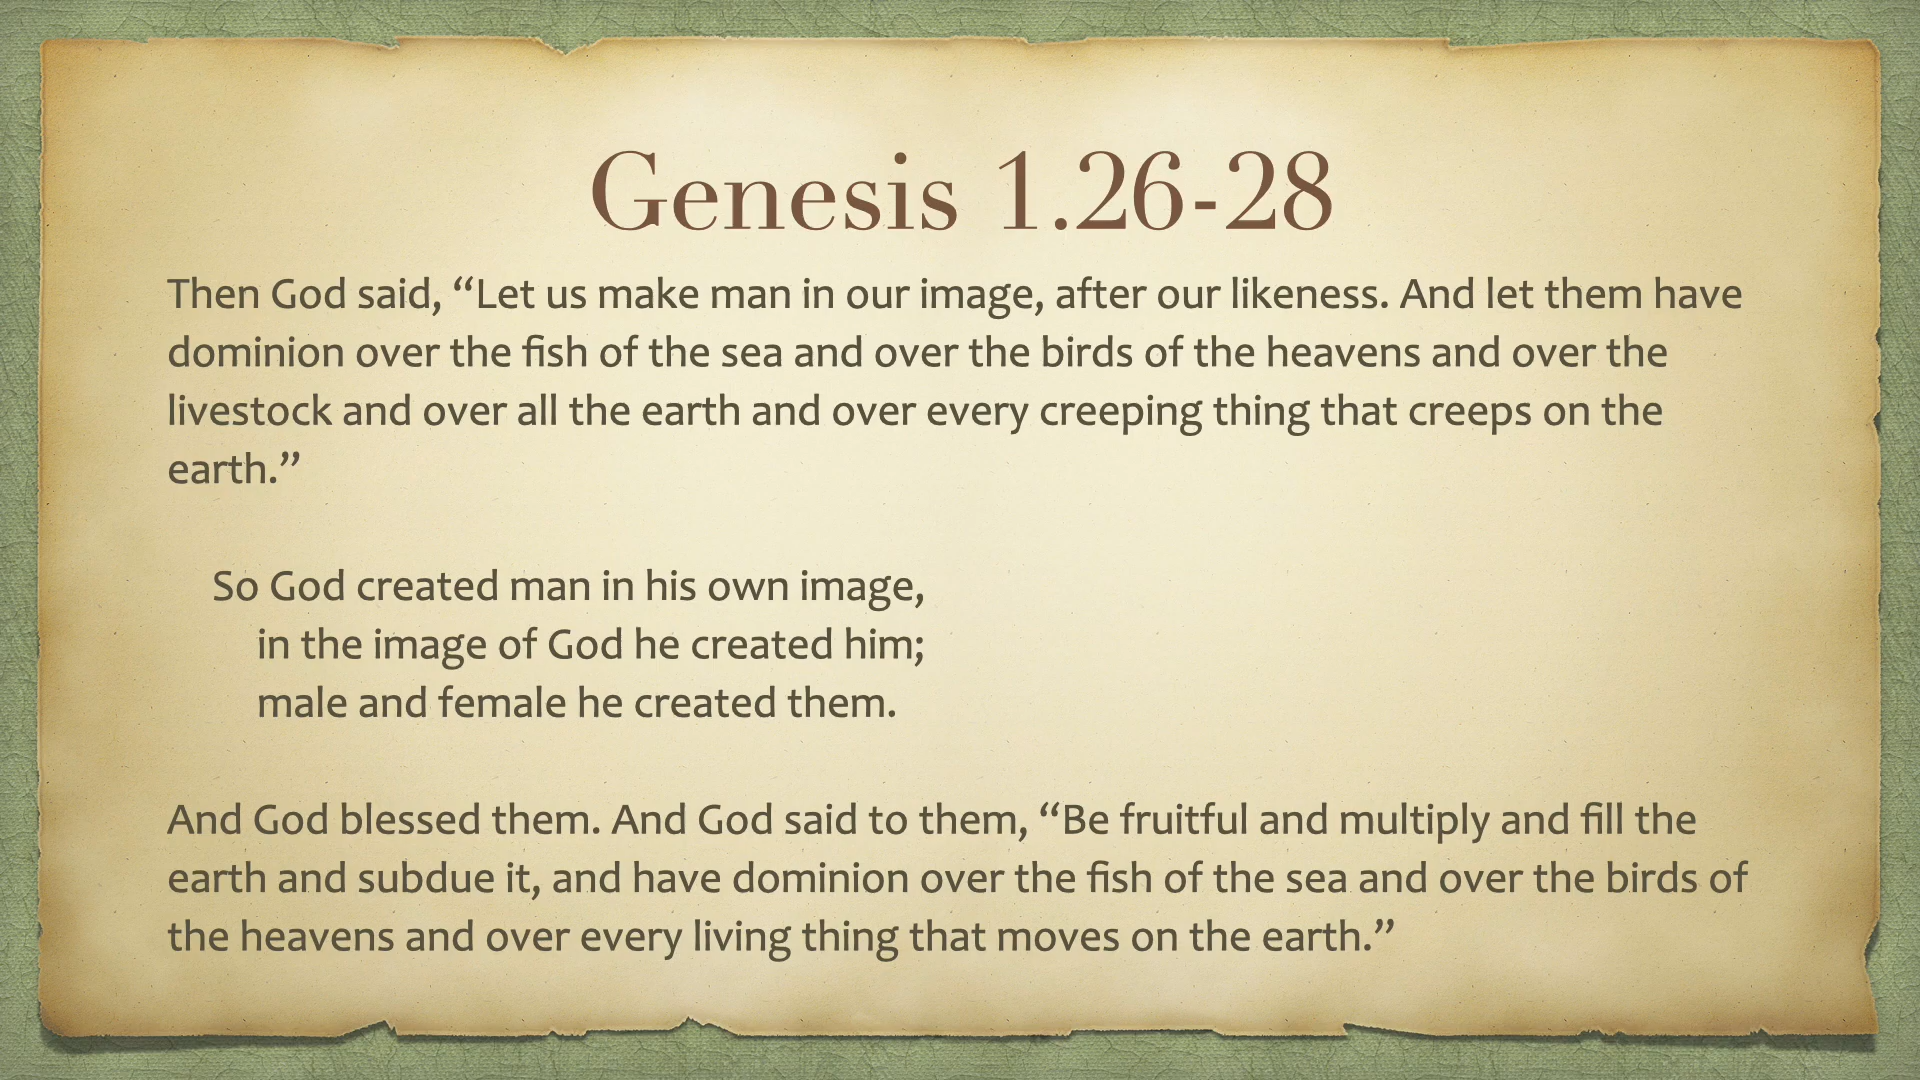 Genesis 1.26-28
Then God said, “Let us make man in our image, after our likeness. And let them have
dominion over the fish of the sea and over the birds of the heavens and over the
livestock and over all the earth and over every creeping thing that creeps on the
earth.”
So God created man in his own image,
in the image of God he created him;
male and female he created them.
And God blessed them. And God said to them, “Be fruitful and multiply and fill the
earth and subdue it, and have dominion over the fish of the sea and over the birds of
the heavens and over every living thing that moves on the earth.”